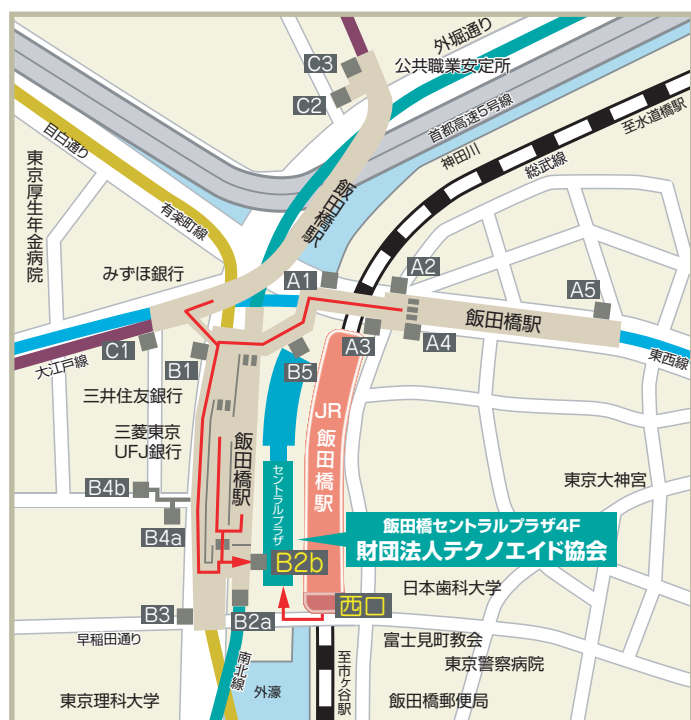 外堀通り
C3
公共職業安定所
C2
首都高速5号線
至水道橋駅
神田川
総武線
目白通り
東京厚生年金病院
有楽町線
飯田橋駅
みずほ銀行
A1
A2
A5
飯田橋駅
C1
大江戸線
B1
B5
A3
A4
東西線
三井住友銀行
JR
飯田橋駅
三菱東京
UFJ銀行
飯田橋駅
セントラルプラザ
東京大神宮
B4b
B4a
飯田橋セントラルプラザ4F
財団法人テクノエイド協会
B2b
日本歯科大学
西口
B3
B2a
早稲田通り
富士見町教会
南北線
東京警察病院
至市ヶ谷駅
東京理科大学
外濠
飯田橋郵便局